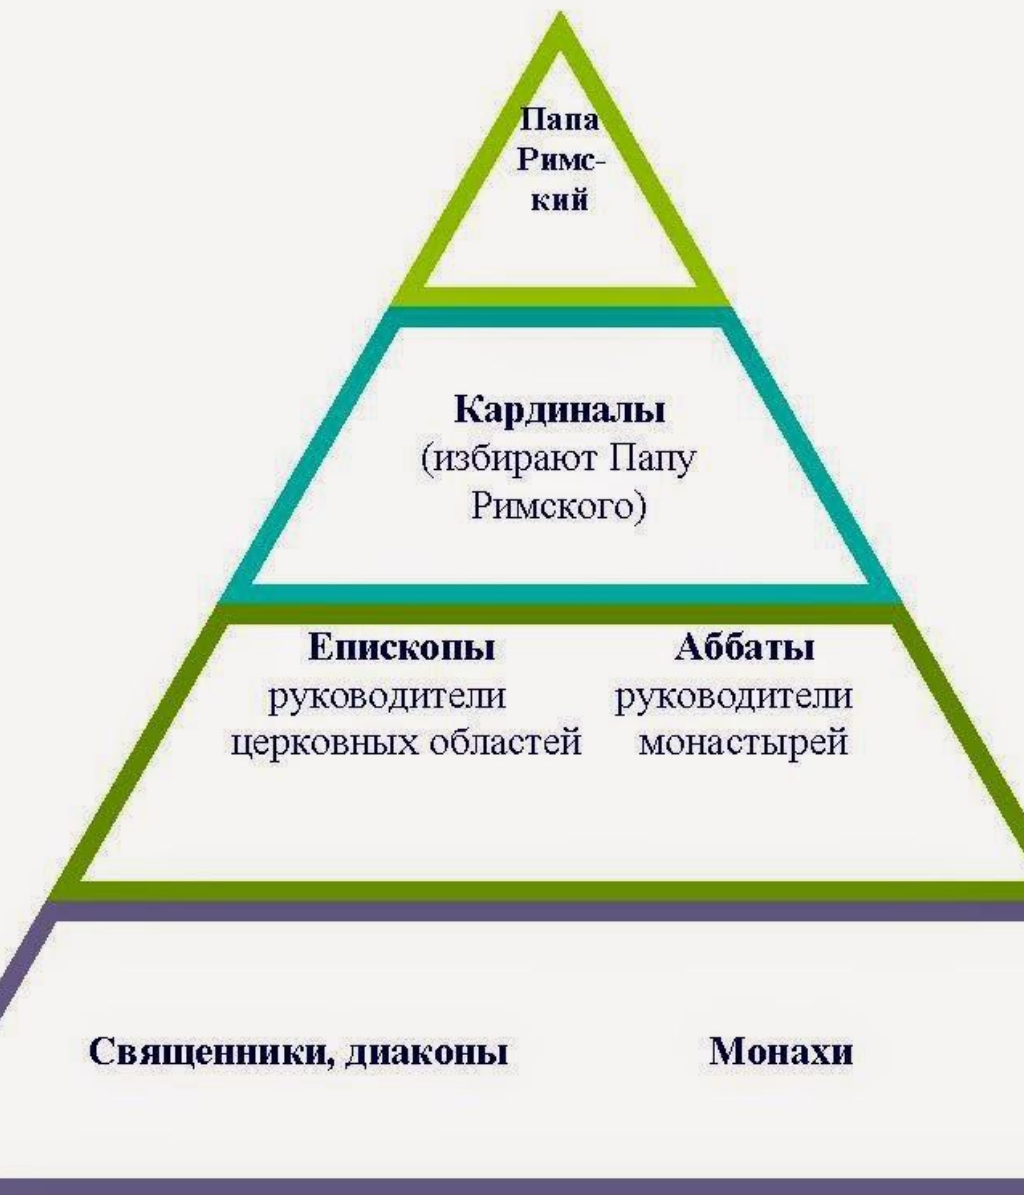 Папа
Римс-
кий
Кардиналы
(избирают Папу
Римского)
Епископы Аббаты
руководители руководители
церковных областей монастырей
Священники, диаконы Монахи